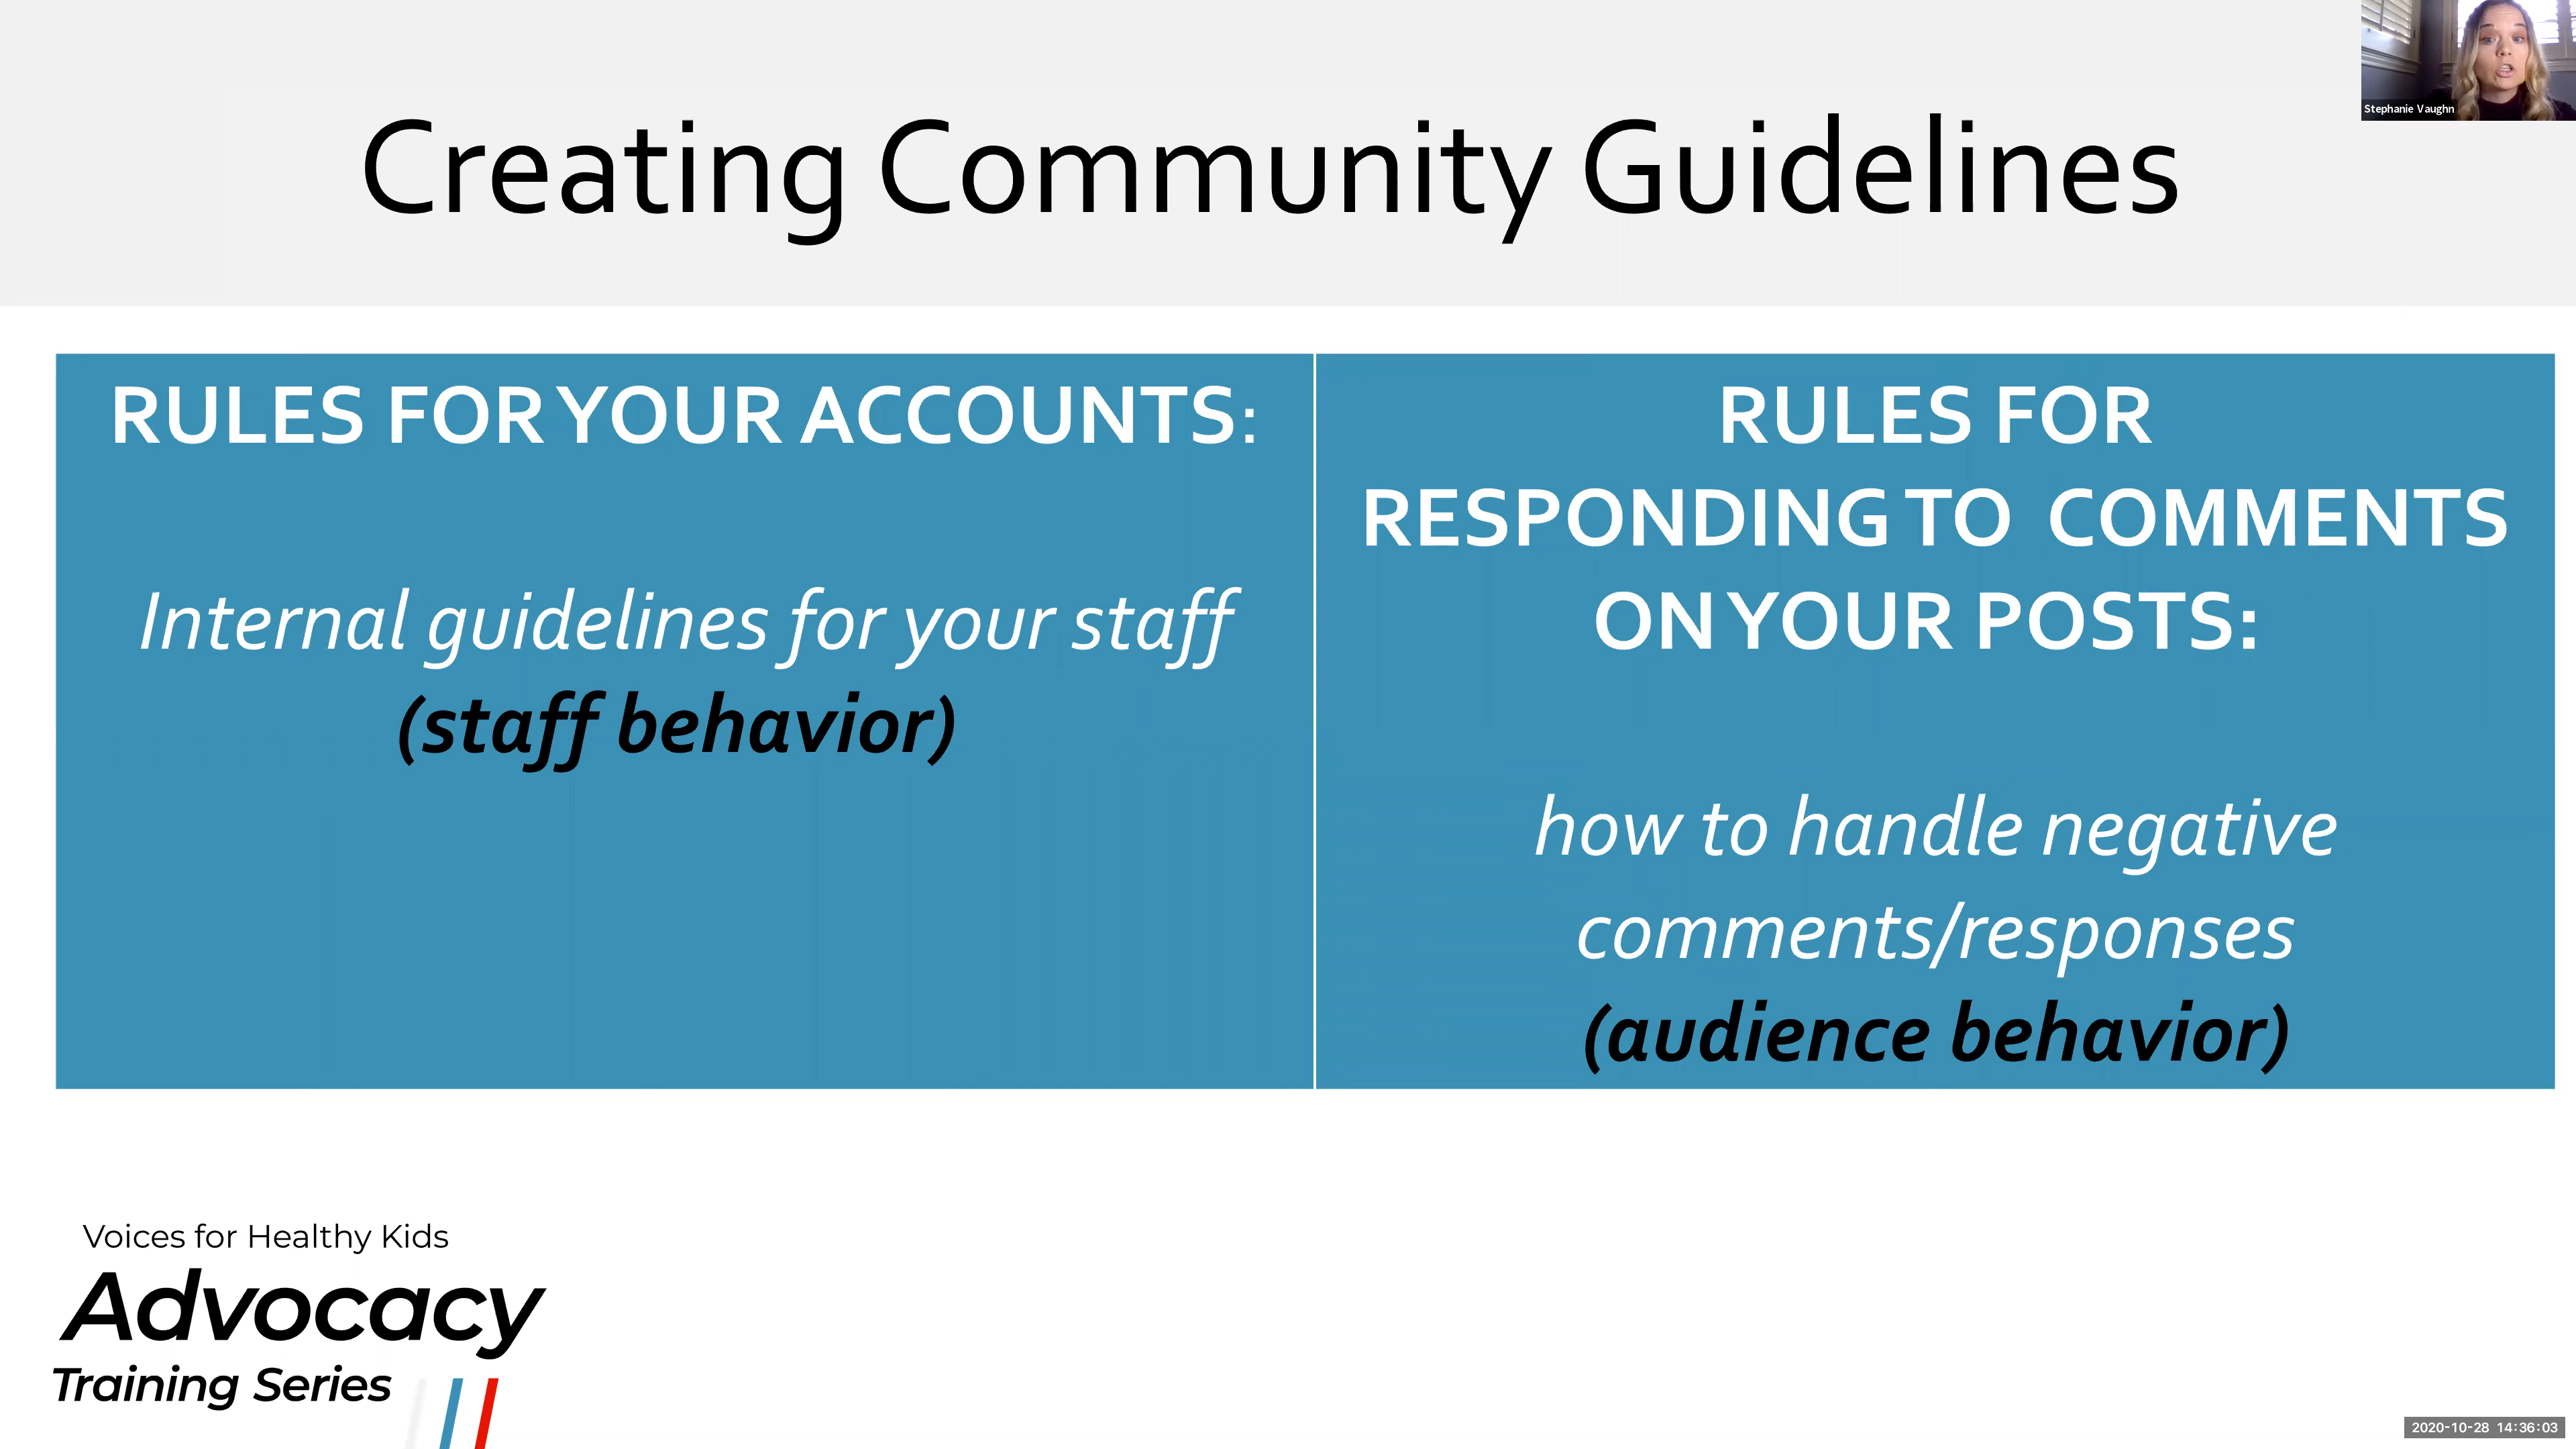 Stephanie Vaughn
Creating Community Guidelines
RULES FOR YOUR ACCOUNTS:
Internal guidelines for your staff
(staff behavior)
RULES FOR
RESPONDING TO COMMENTS
ON YOUR POSTS:
how to handle negative
comments/responses
(audience behavior)
Voices for Healthy Kids
Advocacy
Training Series
2020-10-28 14:36:03